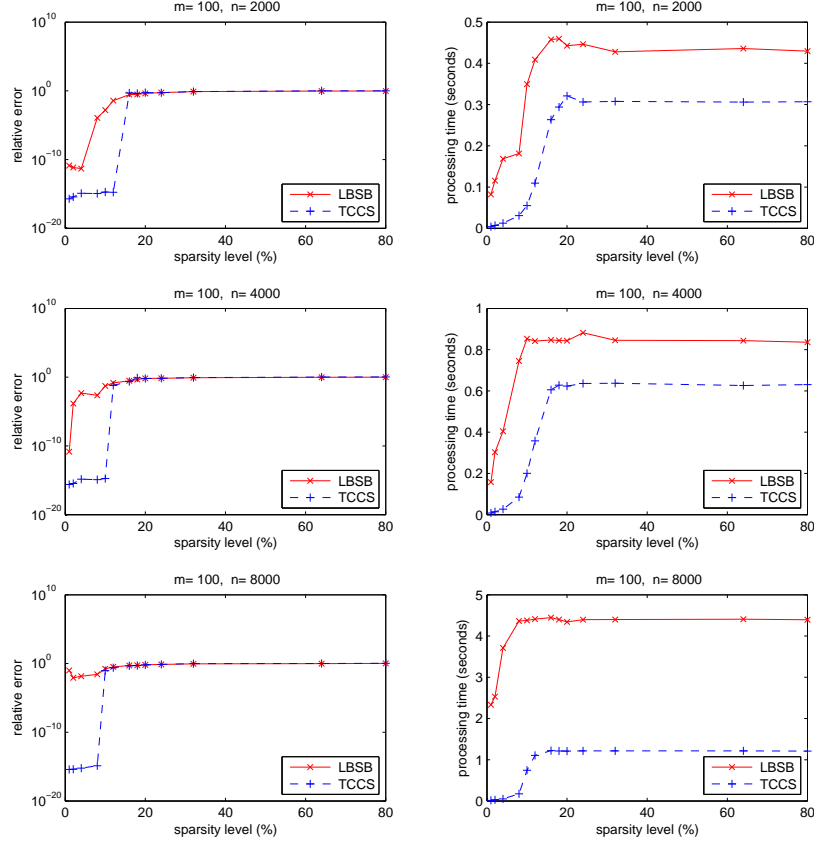 m= 100, n= 2000
10^10
10^0
10^-10
10^-20
relative error
0 20 40 60 80
sparsity level (%)
LBSB
TCCS
m= 100, n= 2000
0.5
0.4
0.3
0.2
0.1
0
processing time (seconds)
0 20 40 60 80
sparsity level (%)
LBSB
TCCS
m= 100, n= 4000
10^10
10^0
10^-10
10^-20
relative error
0 20 40 60 80
sparsity level (%)
LBSB
TCCS
m= 100, n= 4000
1
0.8
0.6
0.4
0.2
0
processing time (seconds)
0 20 40 60 80
sparsity level (%)
LBSB
TCCS
m= 100, n= 8000
10^10
10^0
10^-10
10^-20
relative error
0 20 40 60 80
sparsity level (%)
LBSB
TCCS
m= 100, n= 8000
5
4
3
2
1
0
processing time (seconds)
0 20 40 60 80
sparsity level (%)
LBSB
TCCS